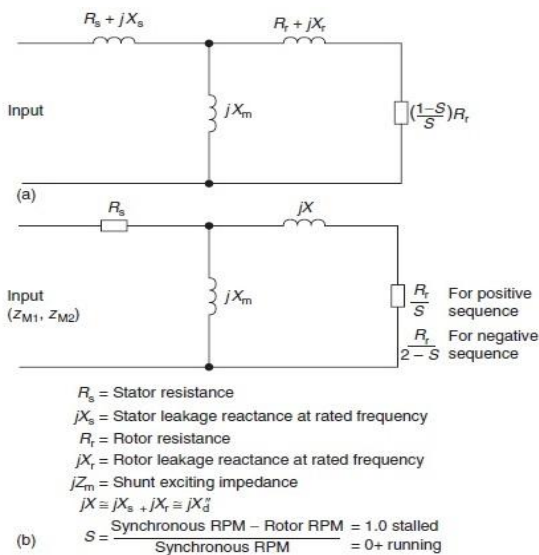 Rs + jXs
Rr + jXr
Input
jXm
(1–S/S)Rr
(a)
Rs
jX
Input
(zM1, zM2)
jXm
Rr/S For positive sequence
Rr/2 – S For negative sequence
Rs = Stator resistance
jXs = Stator leakage reactance at rated frequency
Rr = Rotor resistance
jXr = Rotor leakage reactance at rated frequency
jZm = Shunt exciting impedance
jX ≅ jXs + jXr ≅ jX″d
(b) S = Synchronous RPM – Rotor RPM / Synchronous RPM = 1.0 stalled
= 0+ running